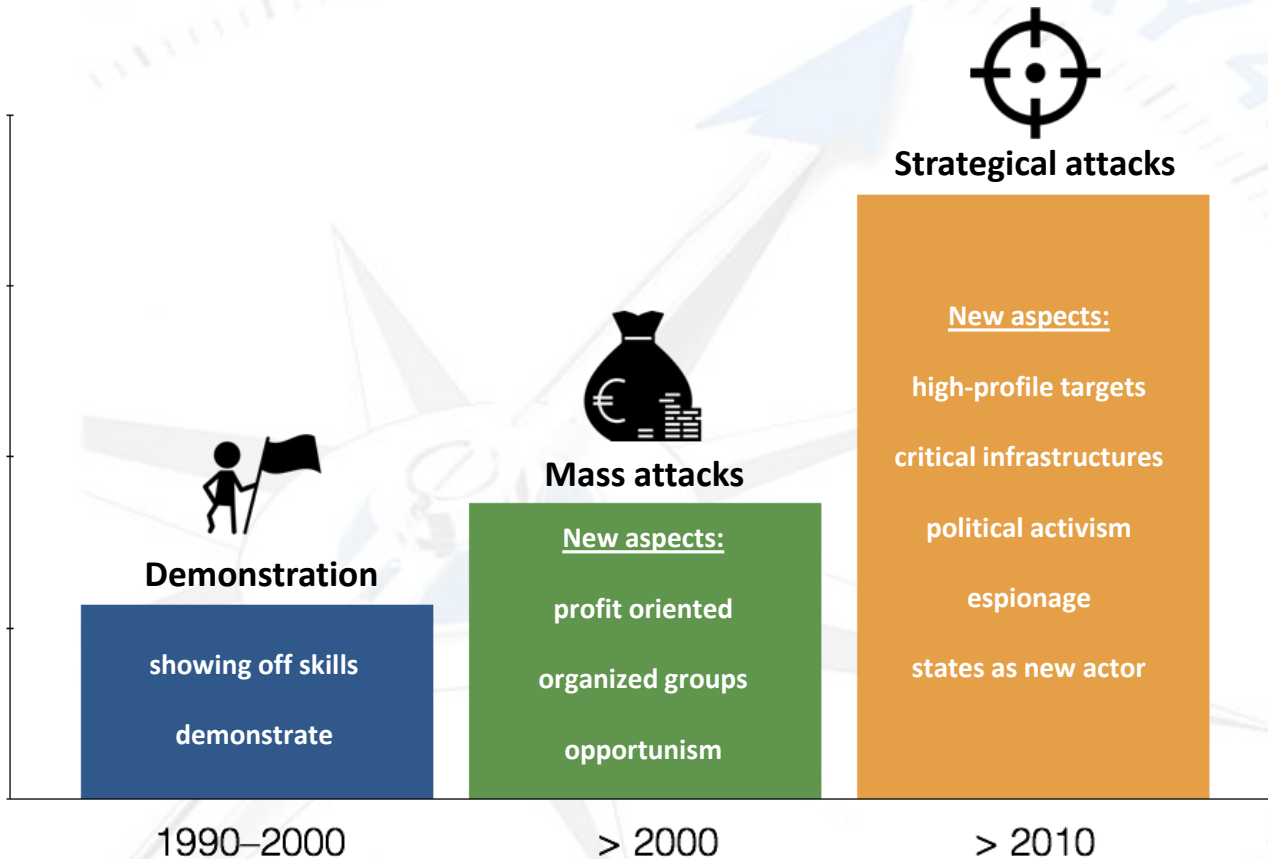 Demonstration
showing off skills
demonstrate
1990–2000
€
Mass attacks
New aspects:
profit oriented
organized groups
opportunism
> 2000
Strategical attacks
New aspects:
high-profile targets
critical infrastructures
political activism
espionage
states as new actor
> 2010